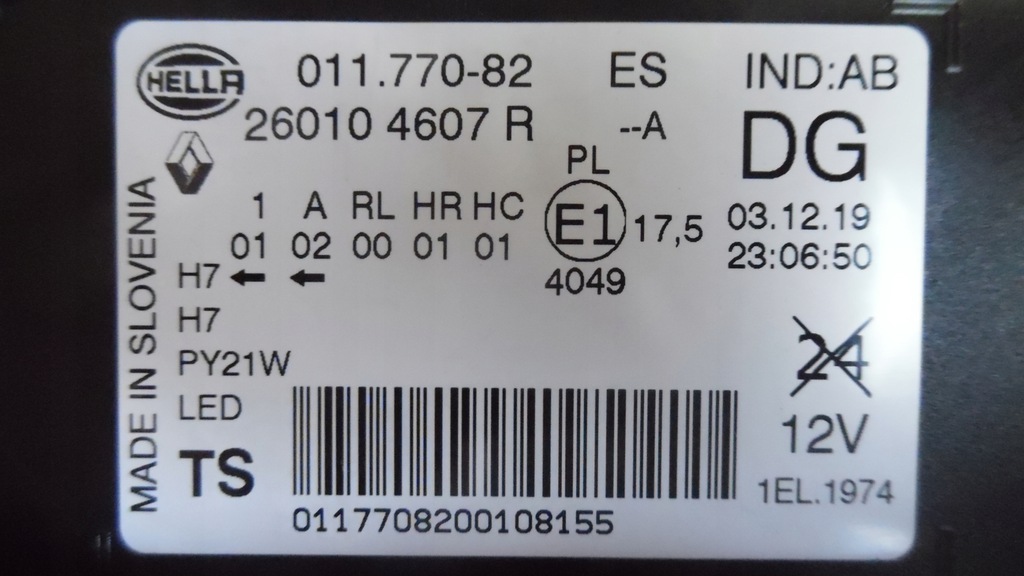 HELLA 011.770-82 ES IND:AB
26010 4607 R --A DG
PL
1 A RL HR HC E1 17,5 03.12.19
01 02 00 01 01 23:06:50
H7 ← ← 4049
H7
PY21W 24
LED 12V
TS 1EL.1974
0117708200108155
MADE IN SLOVENIA